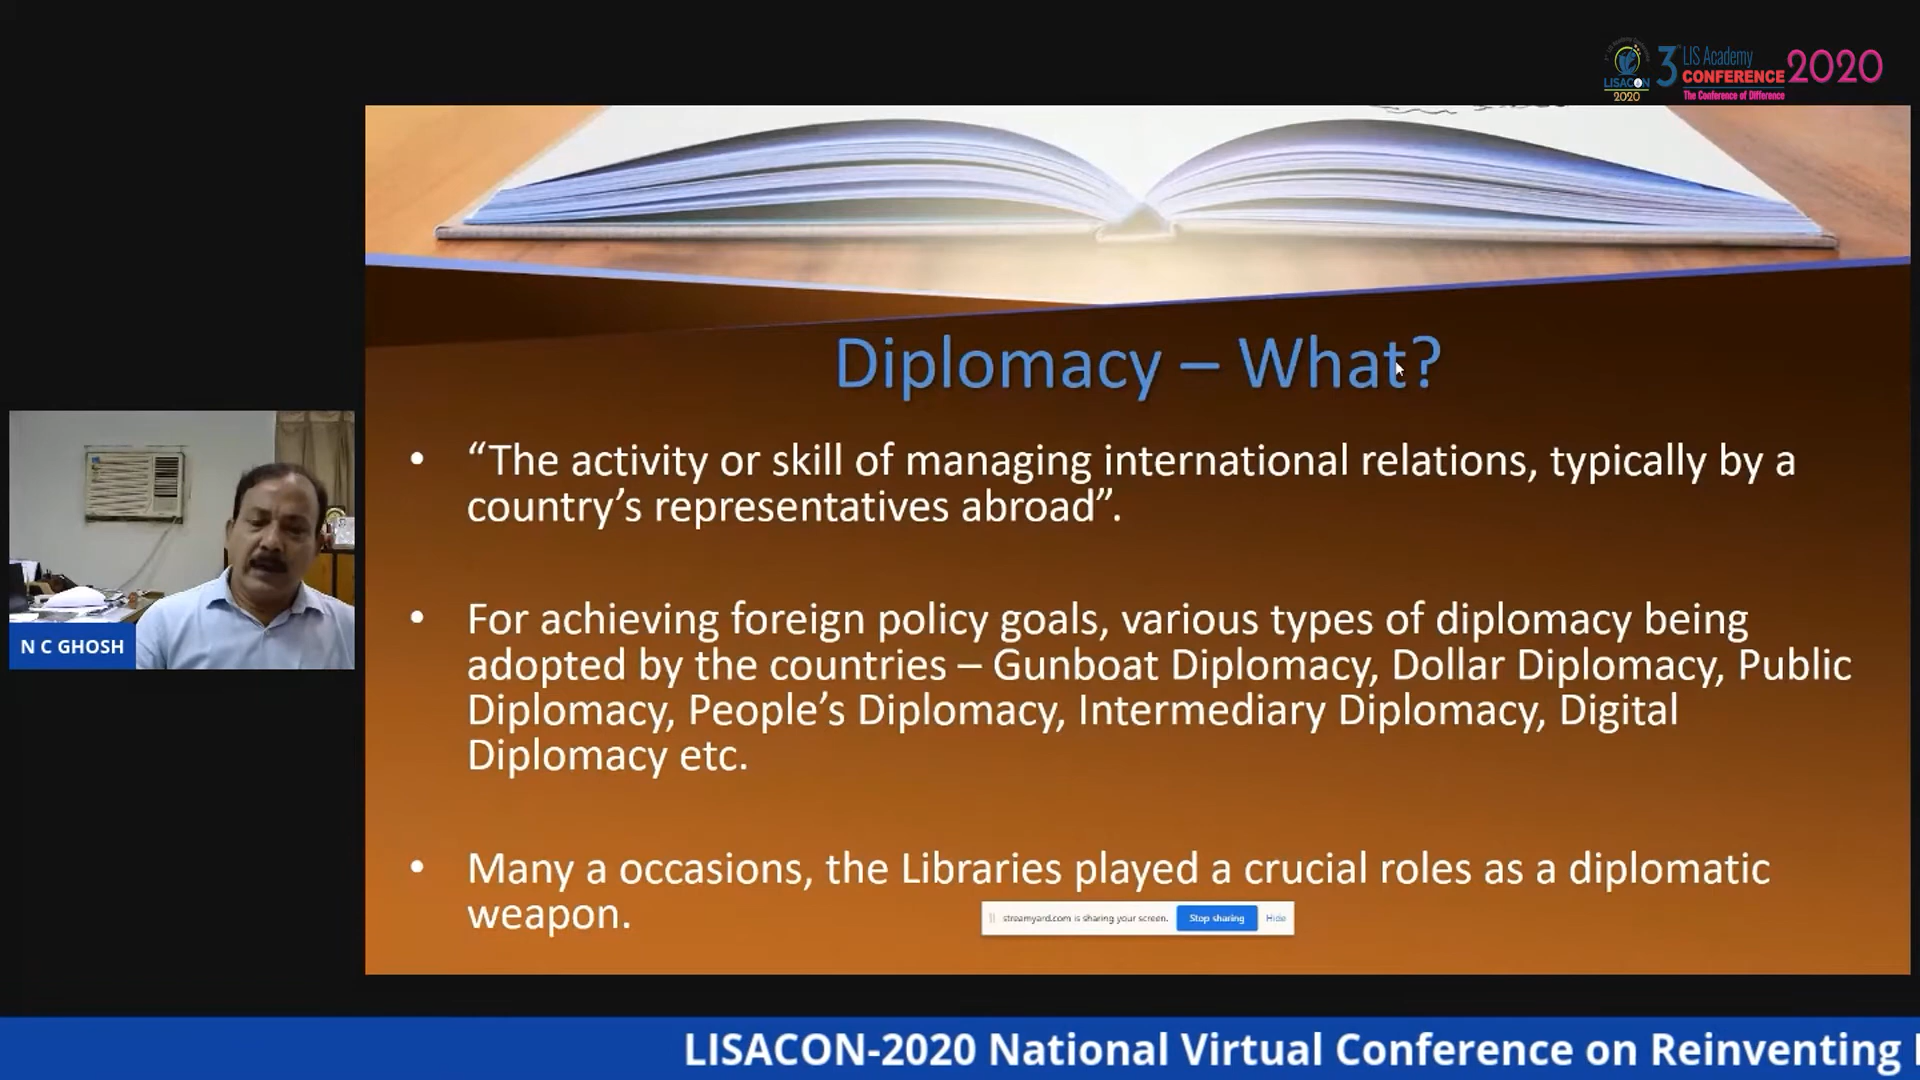 3rd LIS Academy
CONFERENCE 2020
The Conference of Difference
LISACON
2020
Diplomacy – What?
• “The activity or skill of managing international relations, typically by a
country’s representatives abroad”.
• For achieving foreign policy goals, various types of diplomacy being
adopted by the countries – Gunboat Diplomacy, Dollar Diplomacy, Public
Diplomacy, People’s Diplomacy, Intermediary Diplomacy, Digital
Diplomacy etc.
• Many a occasions, the Libraries played a crucial roles as a diplomatic
weapon.
streamyard.com is sharing your screen. Stop sharing Hide
N C GHOSH
LISACON-2020 National Virtual Conference on Reinventing